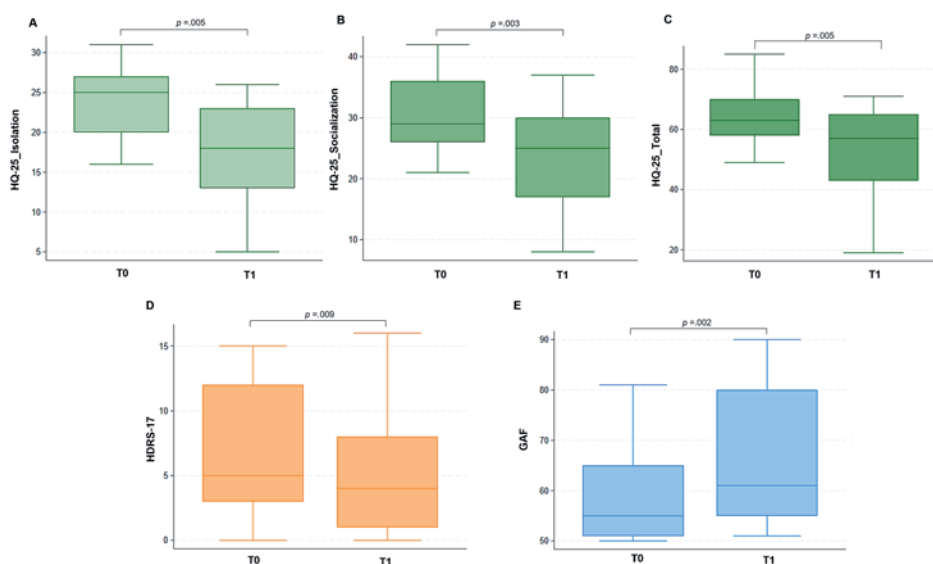 A
p =.005
HQ-25_Isolation
30
25
20
15
10
5
T0 T1
B
p =.003
HQ-25_Socialization
40
30
20
10
T0 T1
C
p =.005
HQ-25_Total
80
60
40
20
T0 T1
D
p =.009
HDRS-17
15
10
5
0
T0 T1
E
p =.002
GAF
90
80
70
60
50
T0 T1